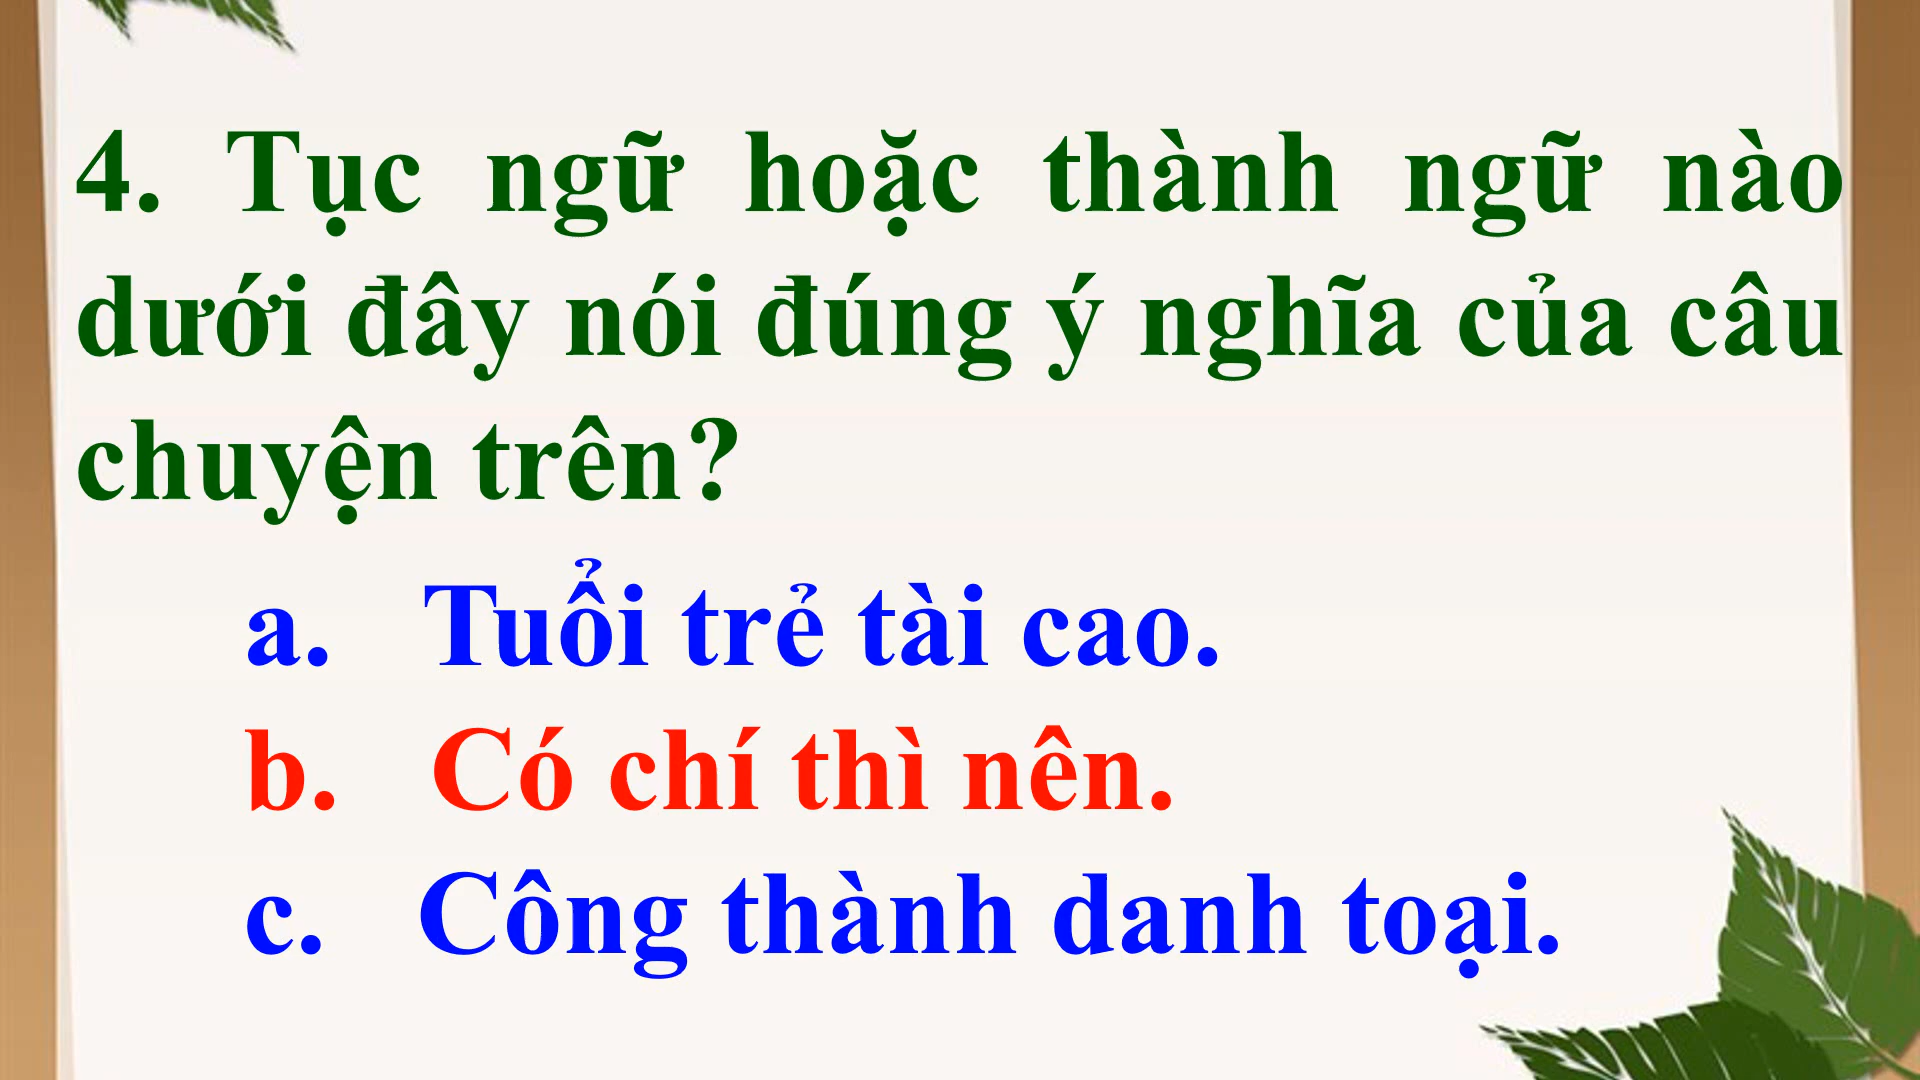 4. Tục ngữ hoặc thành ngữ nào
dưới đây nói đúng ý nghĩa của câu
chuyện trên?
a. Tuổi trẻ tài cao.
b. Có chí thì nên.
c. Công thành danh toại.